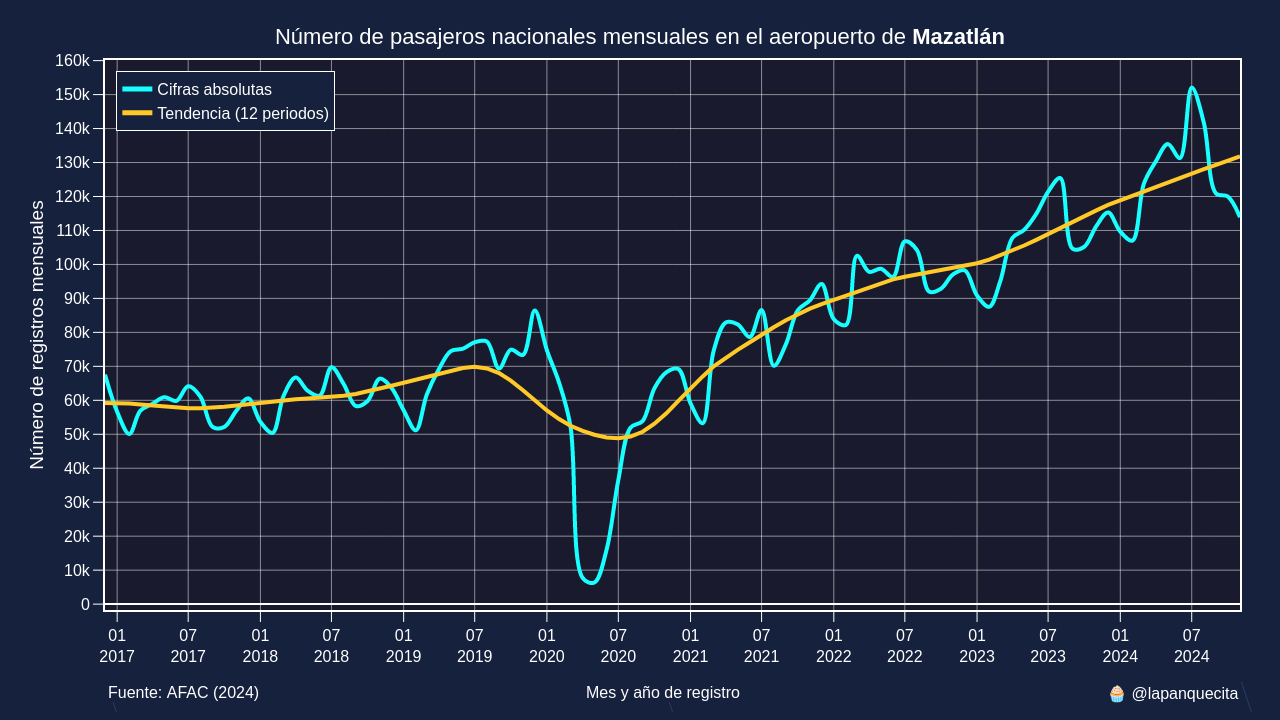 Número de pasajeros nacionales mensuales en el aeropuerto de Mazatlán
160k
150k
140k
130k
120k
110k
100k
90k
80k
70k
60k
50k
40k
30k
20k
10k
0
Número de registros mensuales
Cifras absolutas
Tendencia (12 periodos)
01 07 01 07 01 07 01 07 01 07 01 07 01 07 01 07
2017 2017 2018 2018 2019 2019 2020 2020 2021 2021 2022 2022 2023 2023 2024 2024
Fuente: AFAC (2024) Mes y año de registro 🧁 @lapanquecita